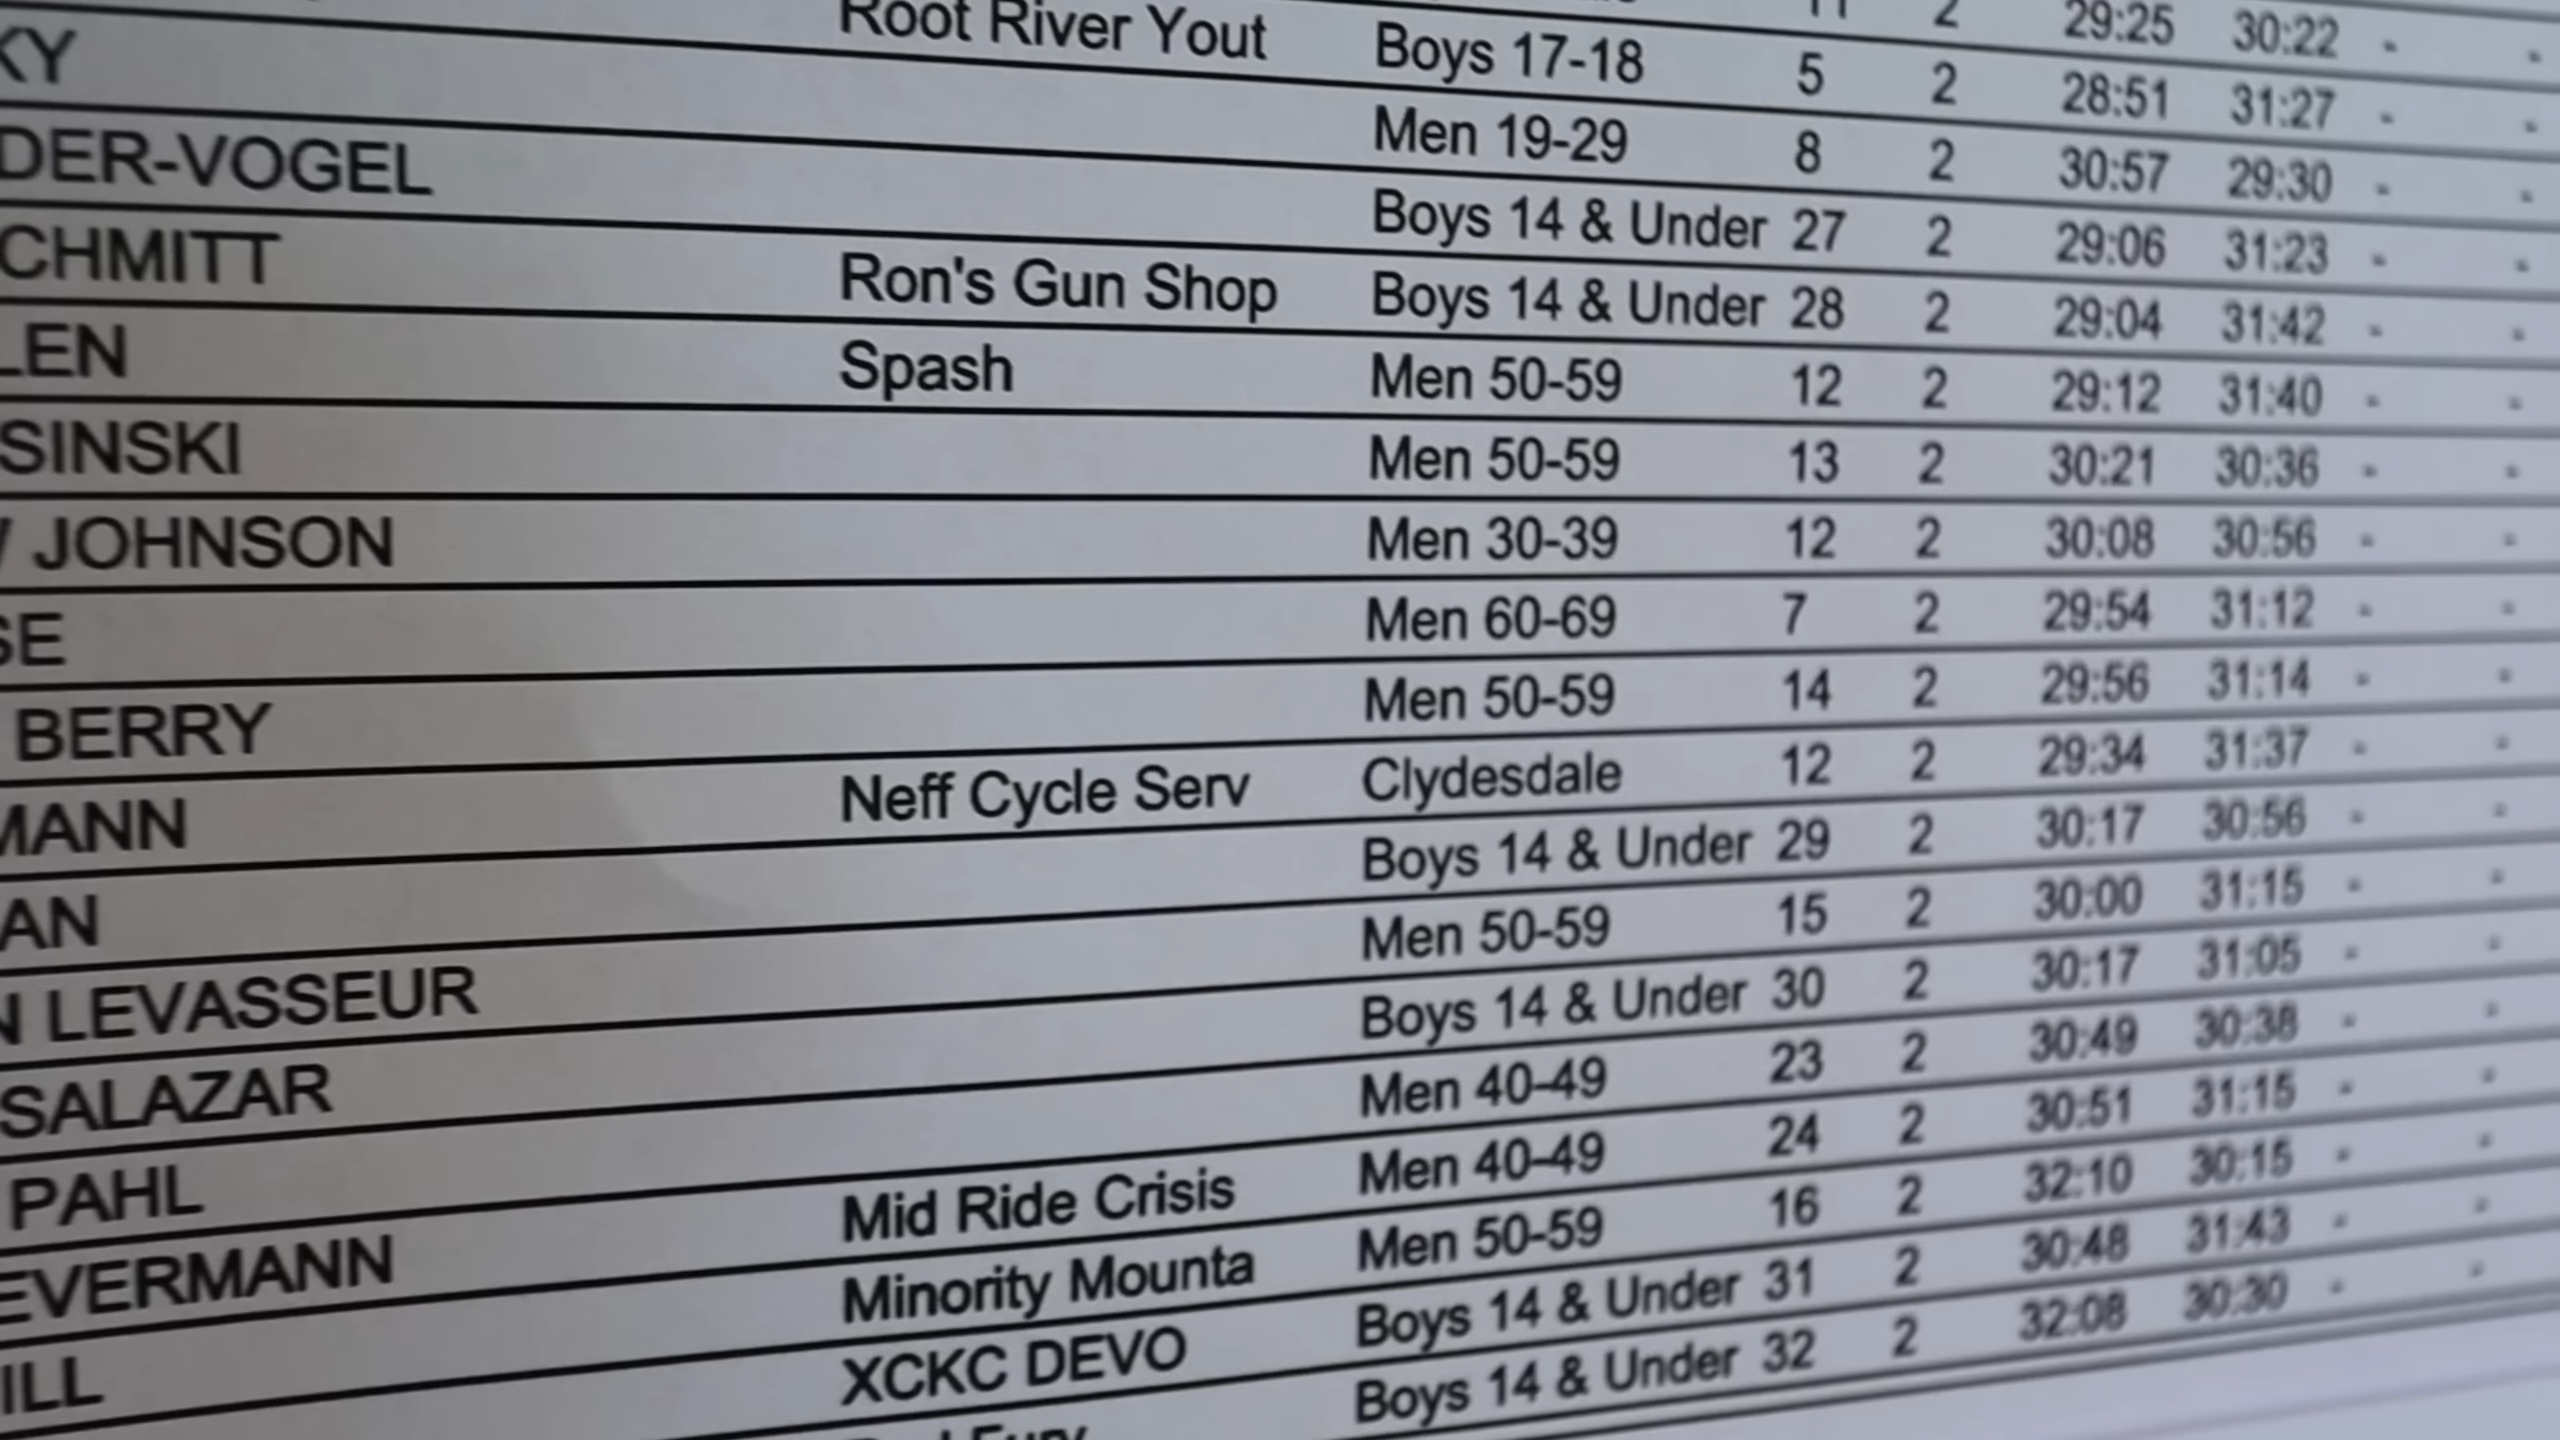 11 2 29:25 30:22 - -
Root River Yout Boys 17-18 5 2 28:51 31:27 - -
KY Men 19-29 8 2 30:57 29:30 - -
DER-VOGEL Boys 14 & Under 27 2 29:06 31:23 - -
CHMITT Ron's Gun Shop Boys 14 & Under 28 2 29:04 31:42 - -
LEN Spash Men 50-59 12 2 29:12 31:40 - -
SINSKI Men 50-59 13 2 30:21 30:36 - -
JOHNSON Men 30-39 12 2 30:08 30:56 - -
SE Men 60-69 7 2 29:54 31:12 - -
BERRY Men 50-59 14 2 29:56 31:14 - -
MANN Neff Cycle Serv Clydesdale 12 2 29:34 31:37 - -
AN Boys 14 & Under 29 2 30:17 30:56 - -
N LEVASSEUR Men 50-59 15 2 30:00 31:15 - -
SALAZAR Boys 14 & Under 30 2 30:17 31:05 - -
PAHL Men 40-49 23 2 30:49 30:38 - -
EVERMANN Mid Ride Crisis Men 40-49 24 2 30:51 31:15 - -
ILL Minority Mounta Men 50-59 16 2 32:10 30:15 - -
XCKC DEVO Boys 14 & Under 31 2 30:48 31:43 - -
Fury Boys 14 & Under 32 2 32:08 30:30 - -